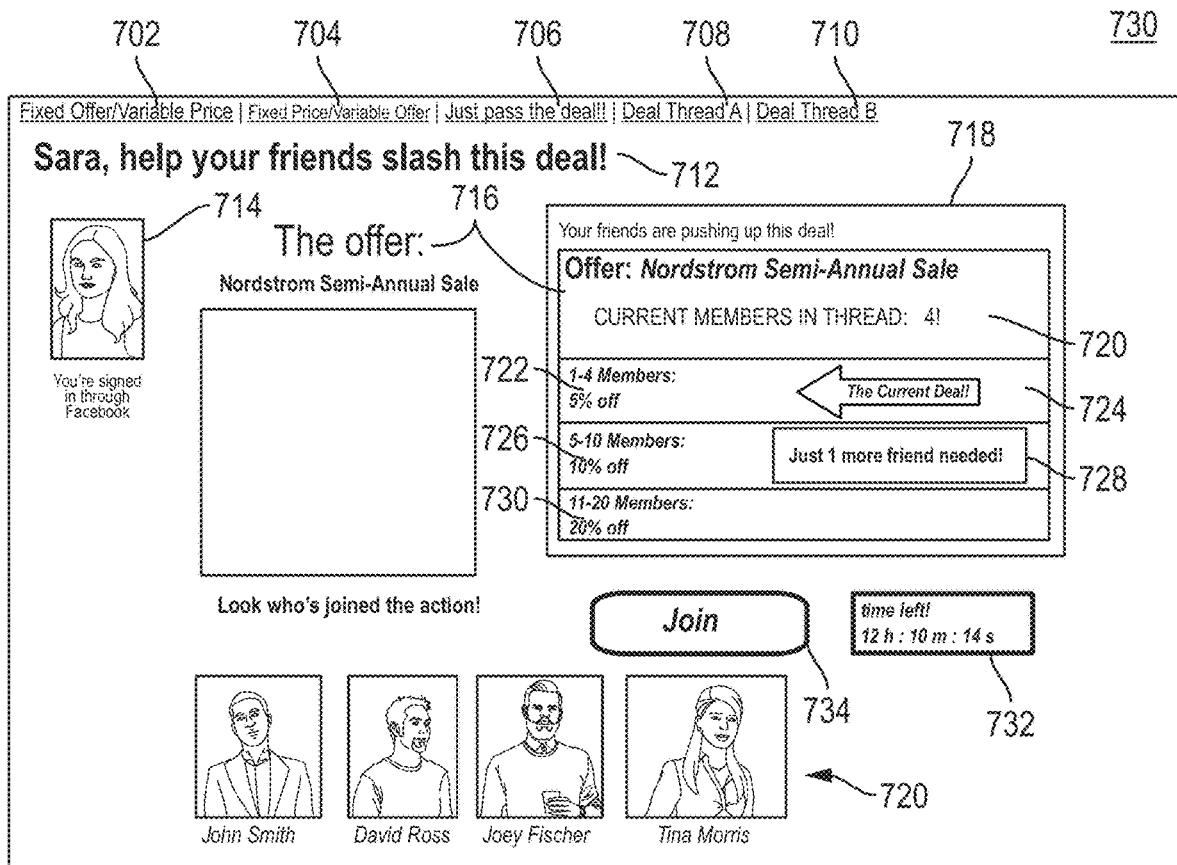 702 704 706 708 710 730
Fixed Offer/Variable Price | Fixed Price/Variable Offer | Just pass the deal!! | Deal Thread A | Deal Thread B
Sara, help your friends slash this deal! 712
718
714
716
The offer:
Nordstrom Semi-Annual Sale
You're signed
in through
Facebook
Your friends are pushing up this deal!
Offer: Nordstrom Semi-Annual Sale
CURRENT MEMBERS IN THREAD: 4!
720
722
1-4 Members:
5% off
The Current Deal!
724
726
5-10 Members:
10% off
Just 1 more friend needed!
728
730
11-20 Members:
20% off
Look who's joined the action!
Join
734
time left!
12 h : 10 m : 14 s
732
720
John Smith David Ross Joey Fischer Tina Morris